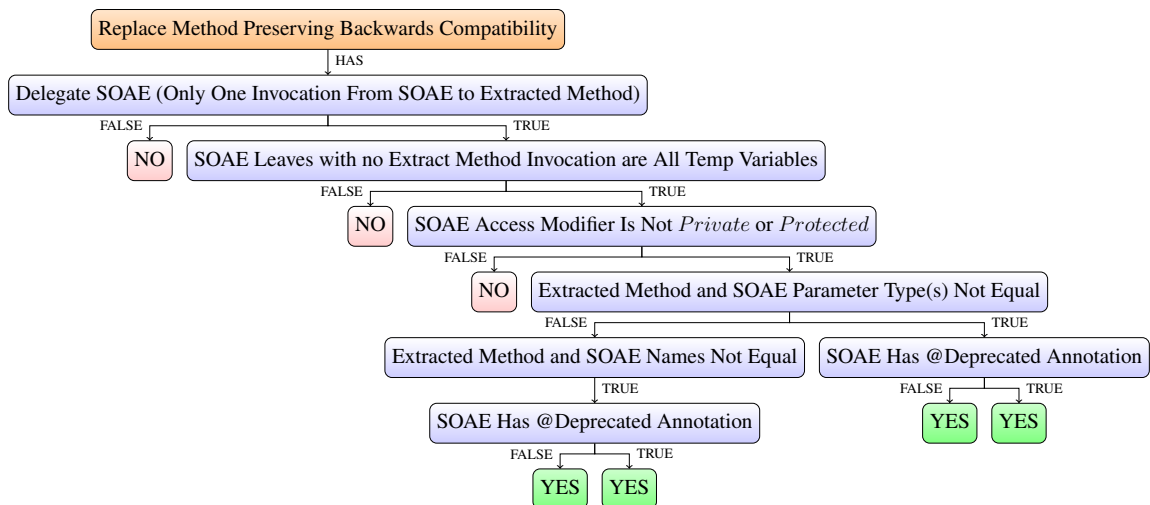 Replace Method Preserving Backwards Compatibility
HAS
Delegate SOAE (Only One Invocation From SOAE to Extracted Method)
FALSE TRUE
NO SOAE Leaves with no Extract Method Invocation are All Temp Variables
FALSE TRUE
NO SOAE Access Modifier Is Not Private or Protected
FALSE TRUE
NO Extracted Method and SOAE Parameter Type(s) Not Equal
FALSE TRUE
Extracted Method and SOAE Names Not Equal SOAE Has @Deprecated Annotation
TRUE FALSE TRUE
SOAE Has @Deprecated Annotation YES YES
FALSE TRUE
YES YES